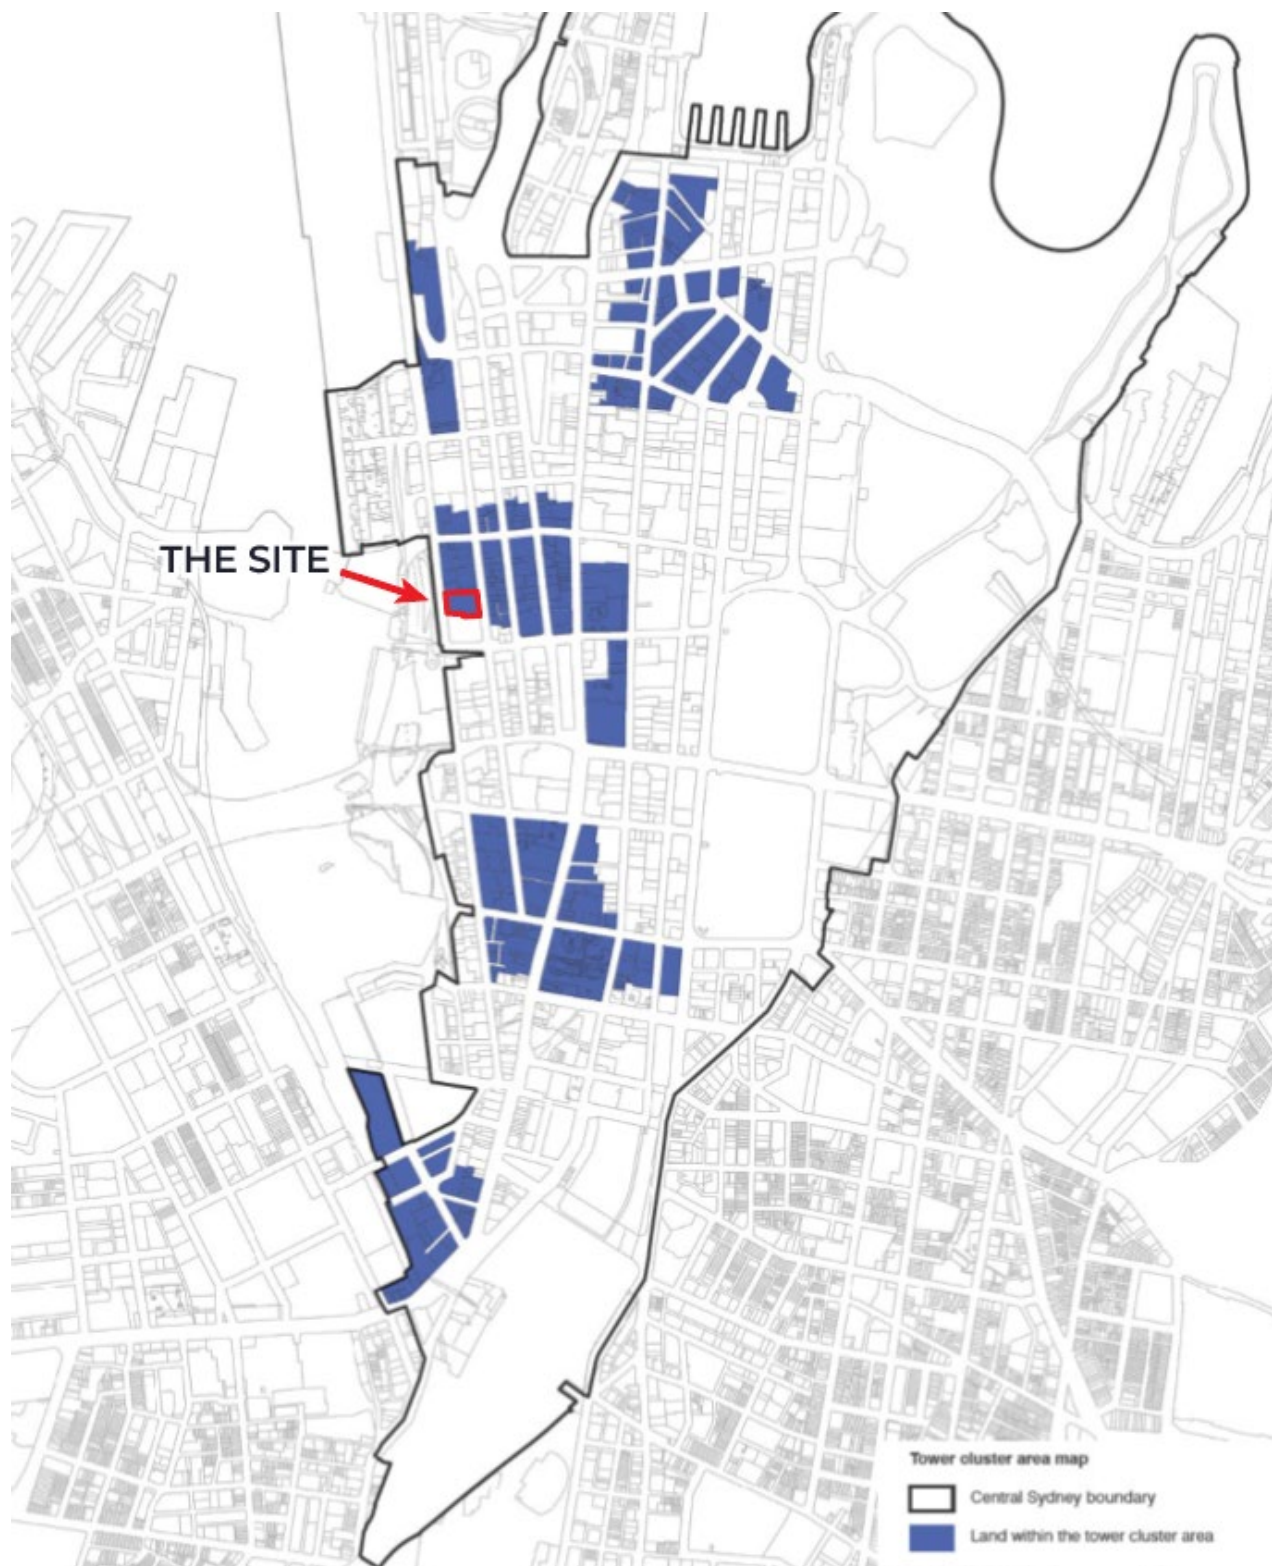 THE SITE
Tower cluster area map
Central Sydney boundary
Land within the tower cluster area